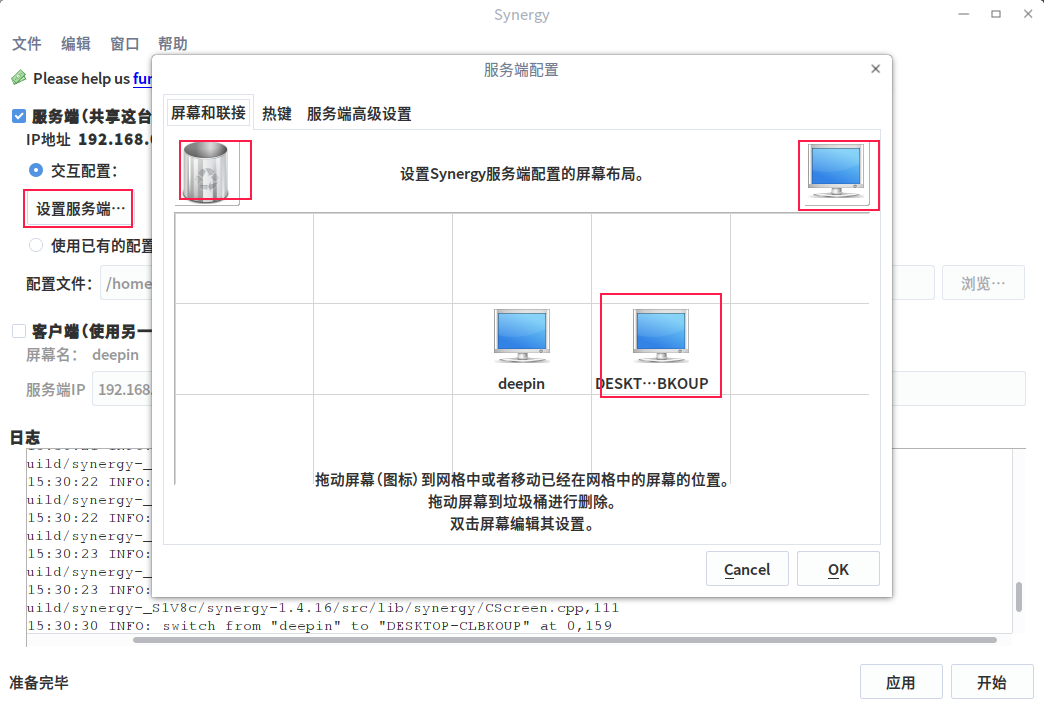 Synergy
文件 编辑 窗口 帮助
Please help us fur
服务端配置
服务端(共享这台
IP地址 192.168.
交互配置:
设置服务端…
使用已有的配置
配置文件: /home
浏览…
客户端(使用另一
屏幕名: deepin
服务端IP 192.168.
屏幕和联接 热键 服务端高级设置
设置Synergy服务端配置的屏幕布局。
deepin
DESKT…BKOUP
拖动屏幕(图标)到网格中或者移动已经在网格中的屏幕的位置。
拖动屏幕到垃圾桶进行删除。
双击屏幕编辑其设置。
Cancel OK
日志
uild/synergy-_
15:30:22 INFO:
uild/synergy-_
15:30:22 INFO:
uild/synergy-_
15:30:23 INFO:
uild/synergy-_
15:30:23 INFO:
uild/synergy-_S1V8c/synergy-1.4.16/src/lib/synergy/CScreen.cpp,111
15:30:30 INFO: switch from "deepin" to "DESKTOP-CLBKOUP" at 0,159
准备完毕
应用 开始